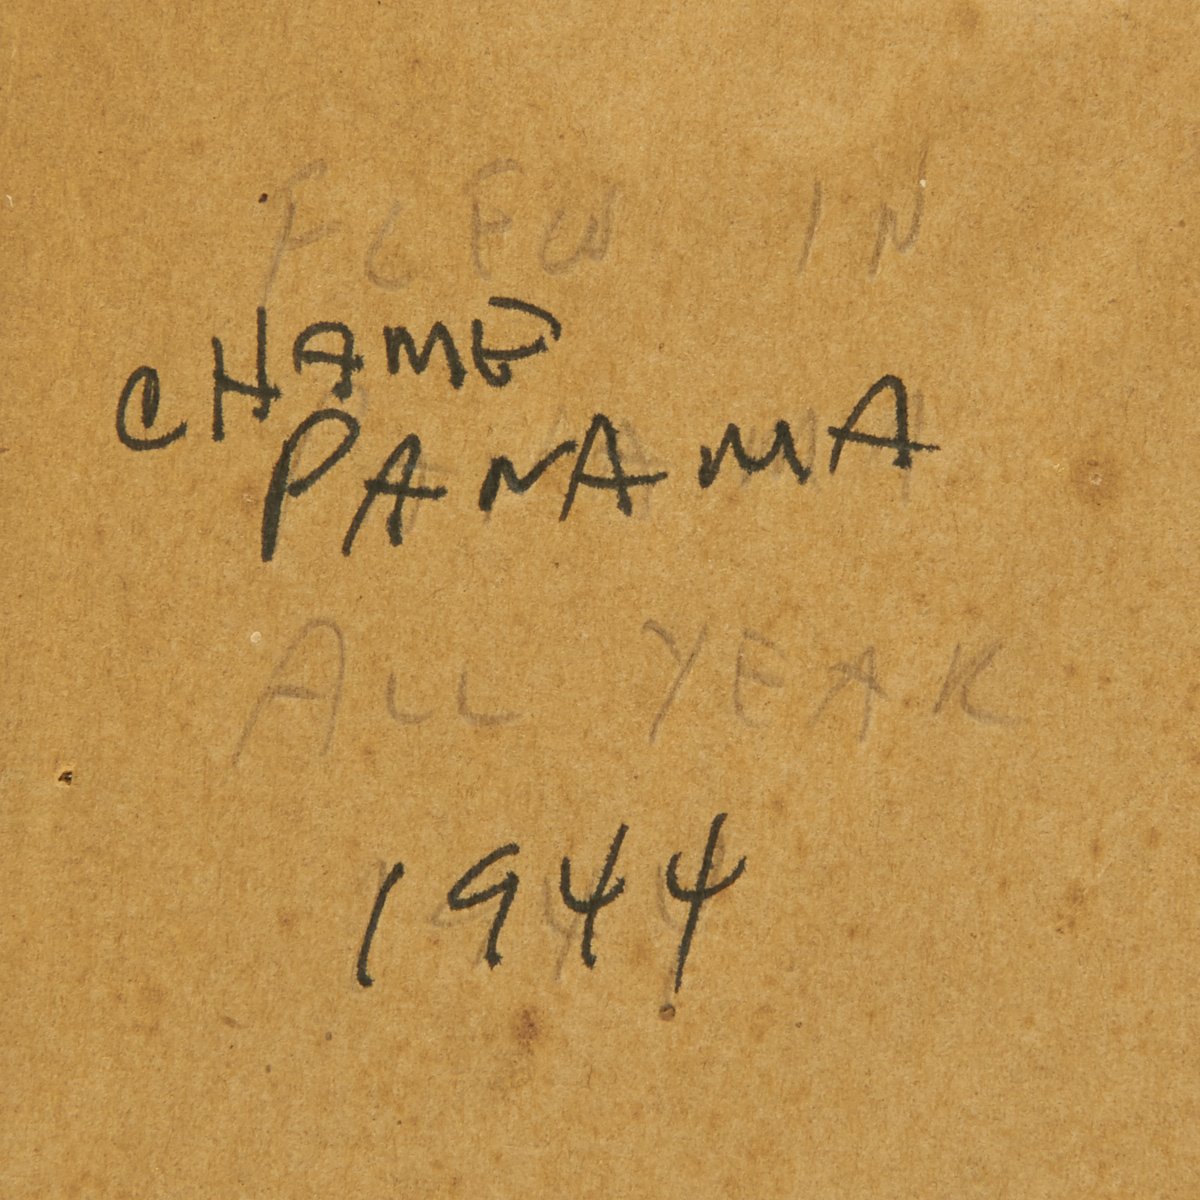 FLEW IN
CHAME
PANAMA
ALL YEAR
1944